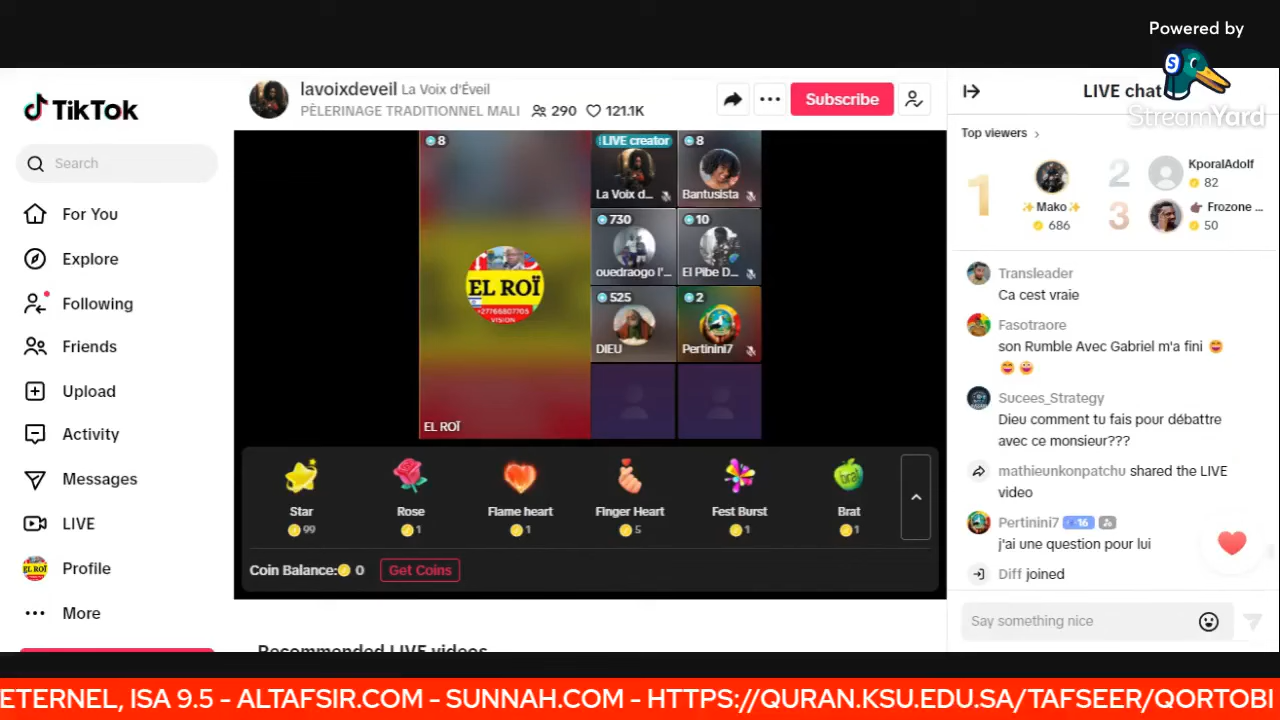 Powered by
StreamYard
TikTok
Search
For You
Explore
Following
Friends
Upload
Activity
Messages
LIVE
Profile
More
lavoixdeveil La Voix d'Éveil
PÈLERINAGE TRADITIONNEL MALI 290 121.1K
Subscribe
8
EL ROÏ
+27766807705
VISION
EL ROÏ
LIVE creator
La Voix d...
8
Bantusista
730
ouedraogo l'...
10
El Pibe D...
525
DIEU
2
Pertinini7
Star
99
Rose
1
Flame heart
1
Finger Heart
5
Fest Burst
1
Brat
1
Coin Balance: 0 Get Coins
Recommended LIVE videos
LIVE chat
Top viewers
1
Mako
686
2
KporalAdolf
82
3
Frozone ...
50
Transleader
Ca cest vraie
Fasotraore
son Rumble Avec Gabriel m'a fini
Sucees_Strategy
Dieu comment tu fais pour débattre
avec ce monsieur???
mathieunkonpatchu shared the LIVE
video
Pertinini7 16
j'ai une question pour lui
Diff joined
Say something nice
ETERNEL, ISA 9.5 - ALTAFSIR.COM - SUNNAH.COM - HTTPS://QURAN.KSU.EDU.SA/TAFSEER/QORTOBI